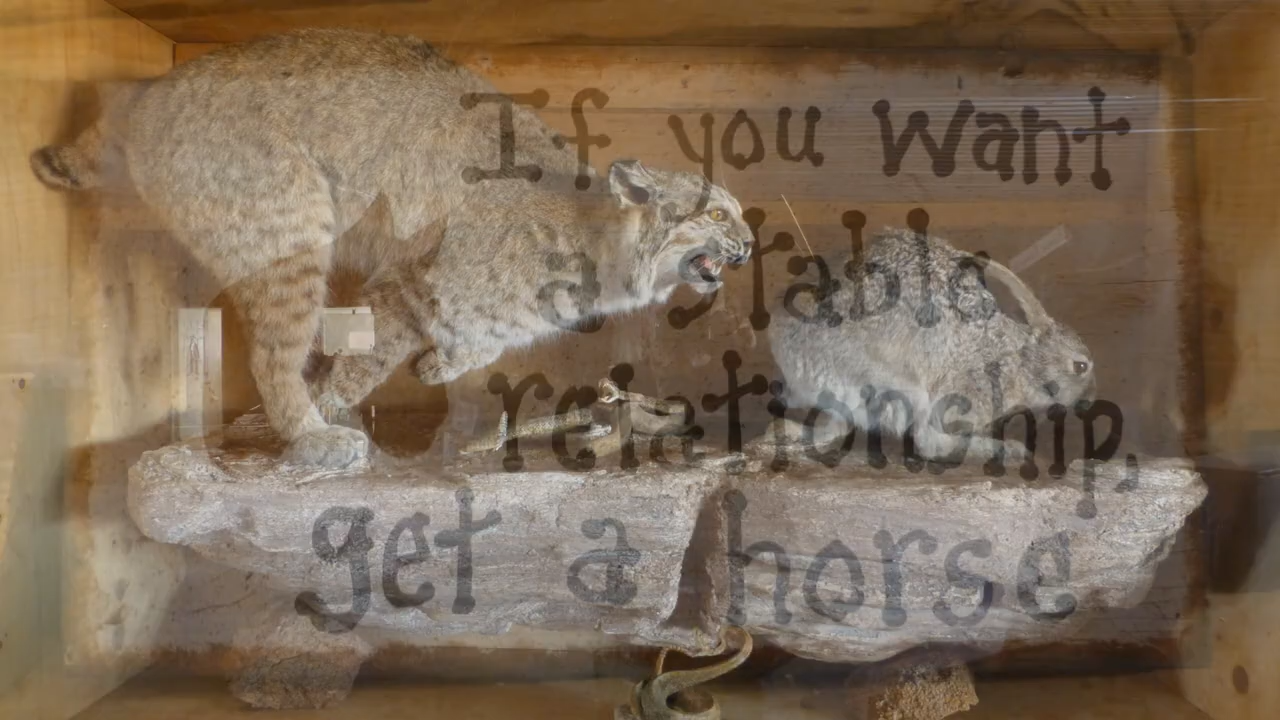 If you want
a stable
relationship,
get a horse